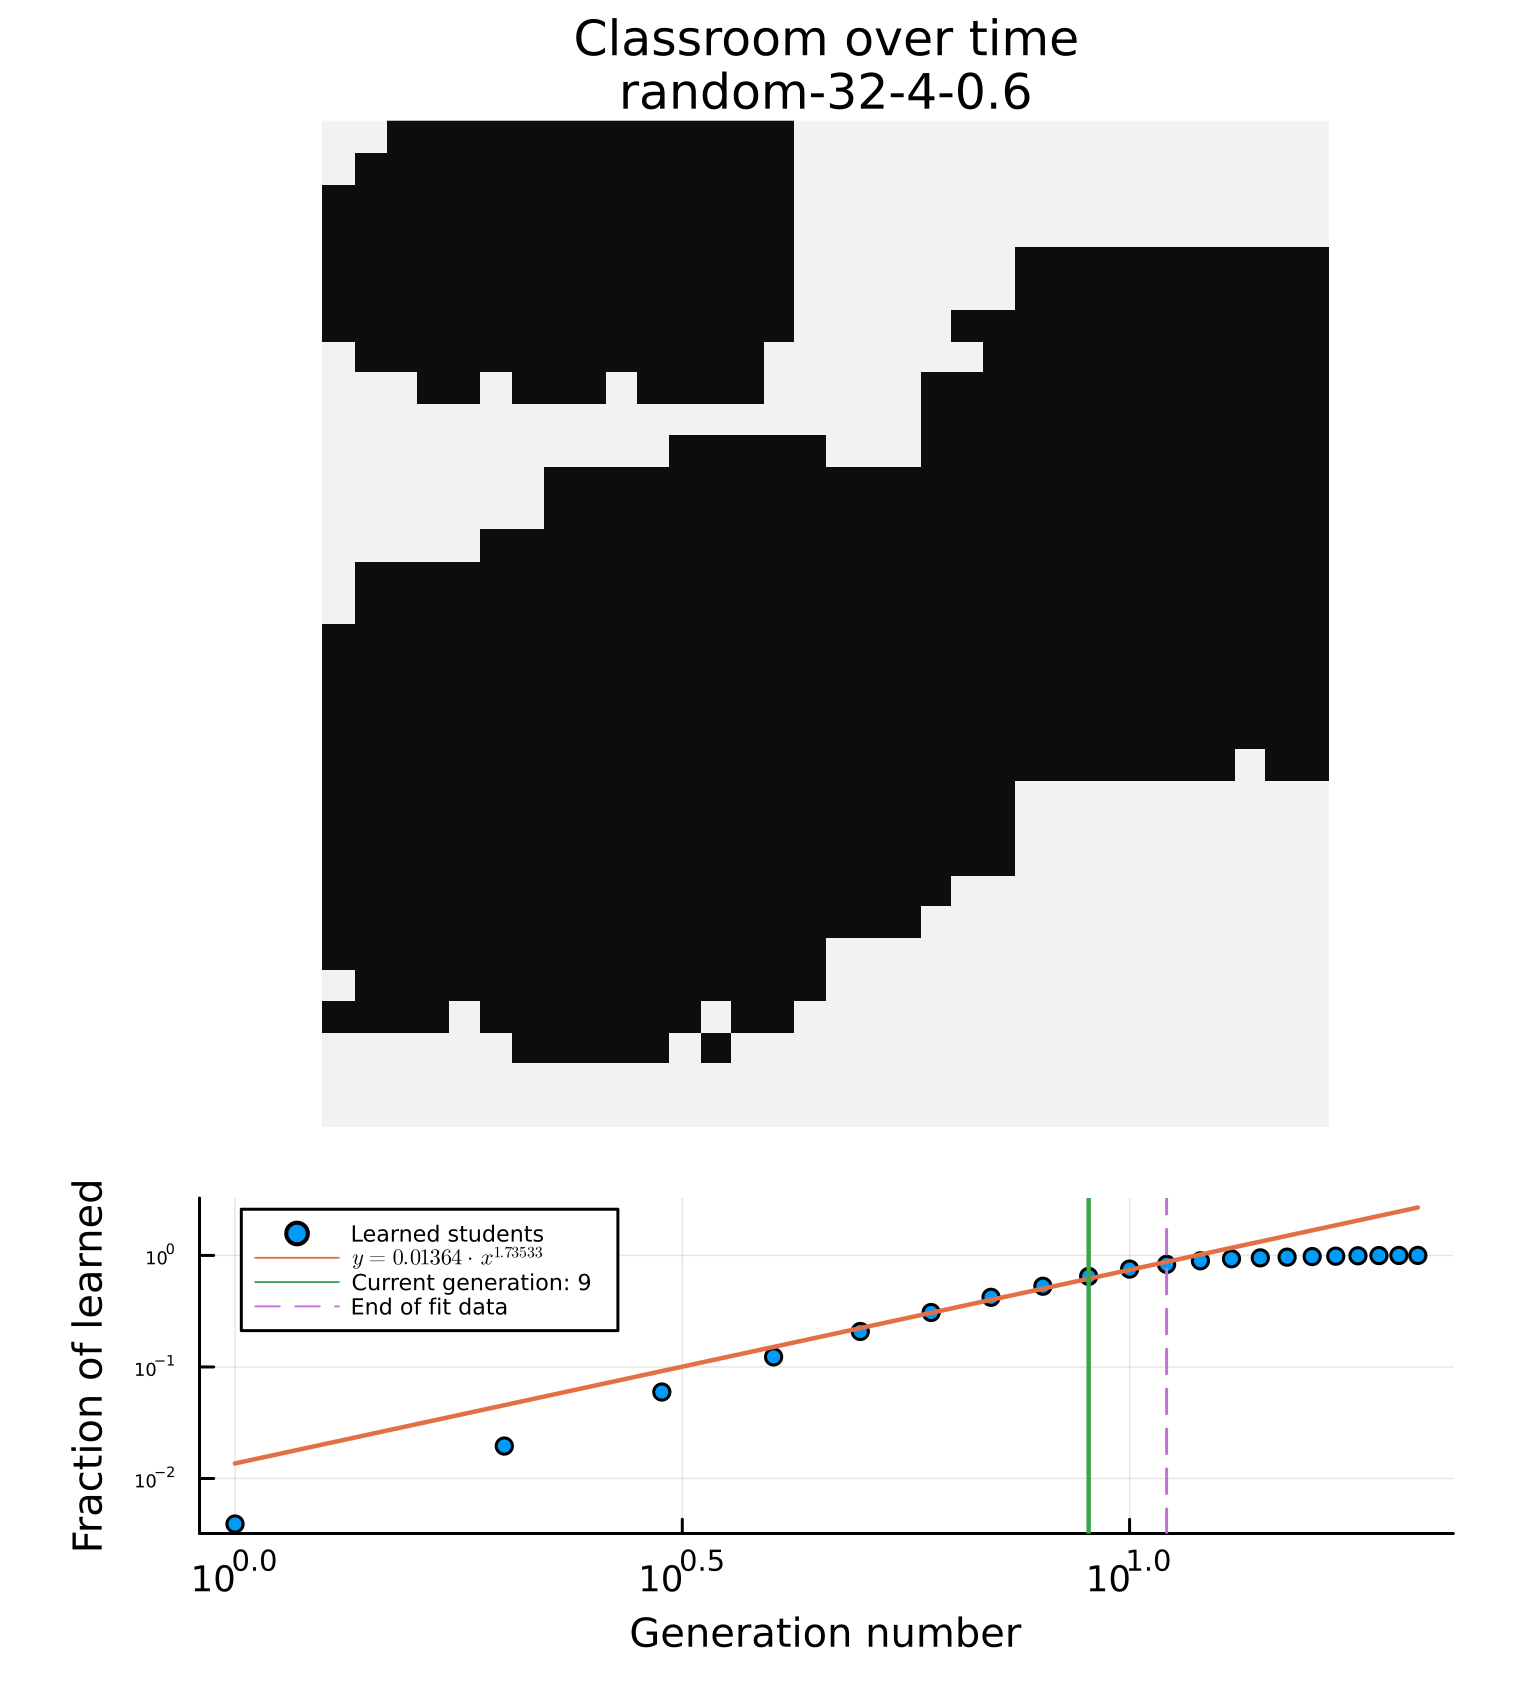 Classroom over time
random-32-4-0.6
Fraction of learned
Learned students
y = 0.01364 · x^1.73533
Current generation: 9
End of fit data
10^0
10^−1
10^−2
10^0.0 10^0.5 10^1.0
Generation number